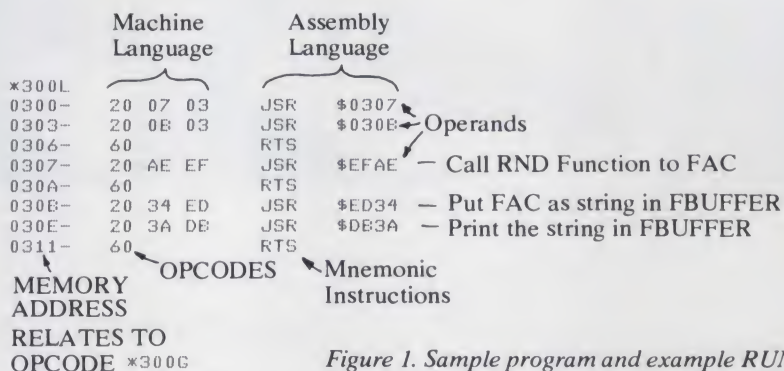 Machine Language
Assembly Language
*300L
0300- 20 07 03 JSR $0307
0303- 20 0B 03 JSR $030B
Operands
0306- 60 RTS
0307- 20 AE EF JSR $EFAE – Call RND Function to FAC
030A- 60 RTS
030B- 20 34 ED JSR $ED34 – Put FAC as string in FBUFFER
030E- 20 3A DB JSR $DB3A – Print the string in FBUFFER
0311- 60 RTS
OPCODES
Mnemonic
Instructions
MEMORY
ADDRESS
RELATES TO
OPCODE *300G
Figure 1. Sample program and example RUN